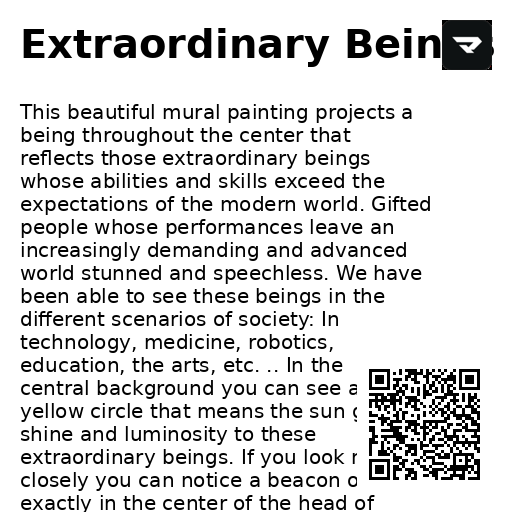 Extraordinary Bein
This beautiful mural painting projects a
being throughout the center that
reflects those extraordinary beings
whose abilities and skills exceed the
expectations of the modern world. Gifted
people whose performances leave an
increasingly demanding and advanced
world stunned and speechless. We have
been able to see these beings in the
different scenarios of society: In
technology, medicine, robotics,
education, the arts, etc. .. In the
central background you can see a
yellow circle that means the sun
shine and luminosity to these
extraordinary beings. If you look
closely you can notice a beacon
exactly in the center of the head of